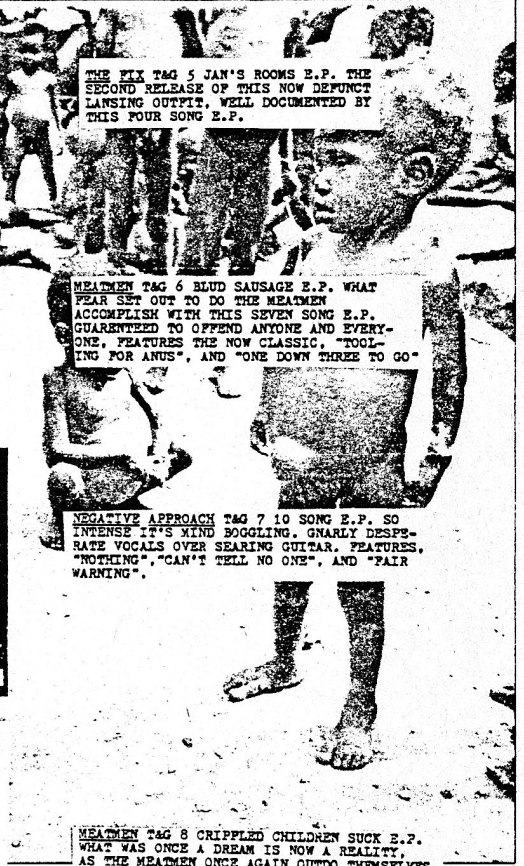 THE FIX T&G 5 JAN'S ROOMS E.P. THE
SECOND RELEASE OF THIS NOW DEFUNCT
LANSING OUTFIT, WELL DOCUMENTED BY
THIS FOUR SONG E.P.
MEATMEN T&G 6 BLUD SAUSAGE E.P. WHAT
FEAR SET OUT TO DO THE MEATMEN
ACCOMPLISH WITH THIS SEVEN SONG E.P.
GUARENTEED TO OFFEND ANYONE AND EVERY-
ONE, FEATURES THE NOW CLASSIC, "TOOL-
ING FOR ANUS", AND "ONE DOWN THREE TO GO"
NEGATIVE APPROACH T&G 7 10 SONG E.P. SO
INTENSE IT'S MIND BOGGLING. GNARLY DESPE-
RATE VOCALS OVER SEARING GUITAR. FEATURES,
"NOTHING","CAN'T TELL NO ONE", AND "FAIR
WARNING".
MEATMEN T&G 8 CRIPPLED CHILDREN SUCK E.P.
WHAT WAS ONCE A DREAM IS NOW A REALITY
AS THE MEATMEN ONCE AGAIN OUTDO THEMSELVES